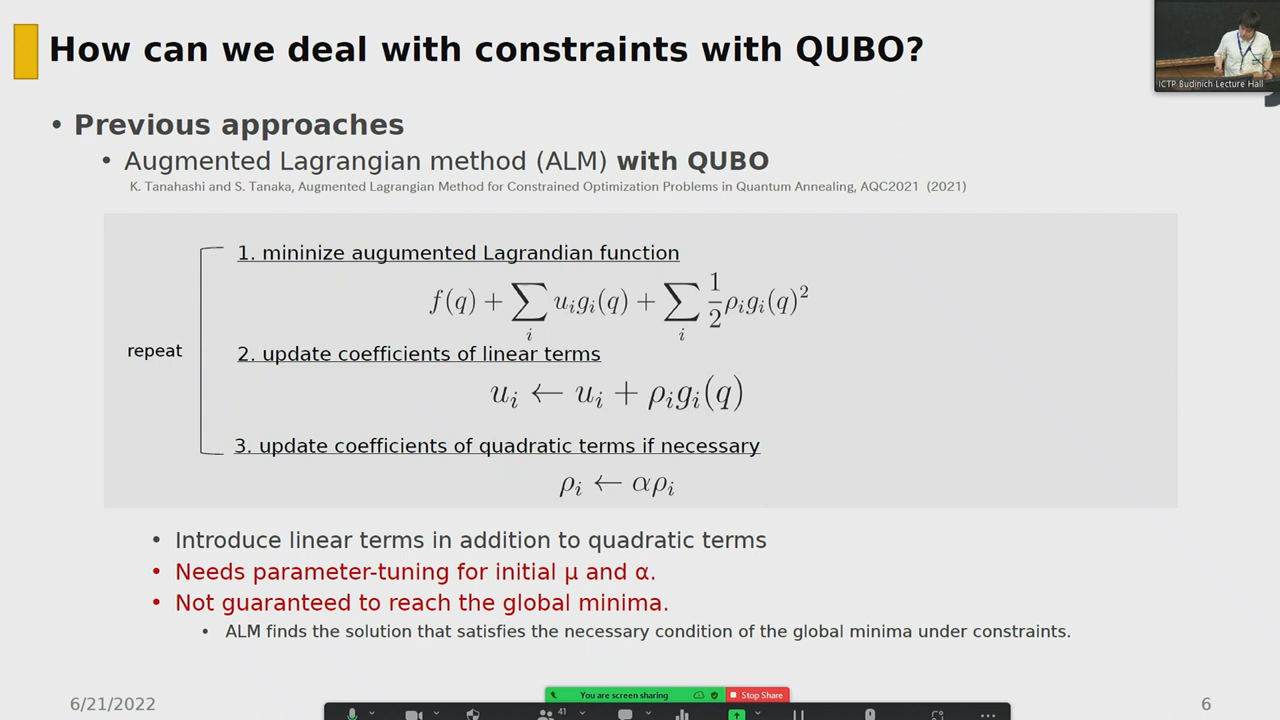 How can we deal with constraints with QUBO?
ICTP Budinich Lecture Hall
• Previous approaches
• Augmented Lagrangian method (ALM) with QUBO
K. Tanahashi and S. Tanaka, Augmented Lagrangian Method for Constrained Optimization Problems in Quantum Annealing, AQC2021 (2021)
1. mininize augumented Lagrandian function
f(q) + ∑_i u_i g_i(q) + ∑_i 1/2 ρ_i g_i(q)²
repeat
2. update coefficients of linear terms
u_i ← u_i + ρ_i g_i(q)
3. update coefficients of quadratic terms if necessary
ρ_i ← αρ_i
• Introduce linear terms in addition to quadratic terms
• Needs parameter-tuning for initial μ and α.
• Not guaranteed to reach the global minima.
• ALM finds the solution that satisfies the necessary condition of the global minima under constraints.
You are screen sharing
Stop Share
6/21/2022
41
6